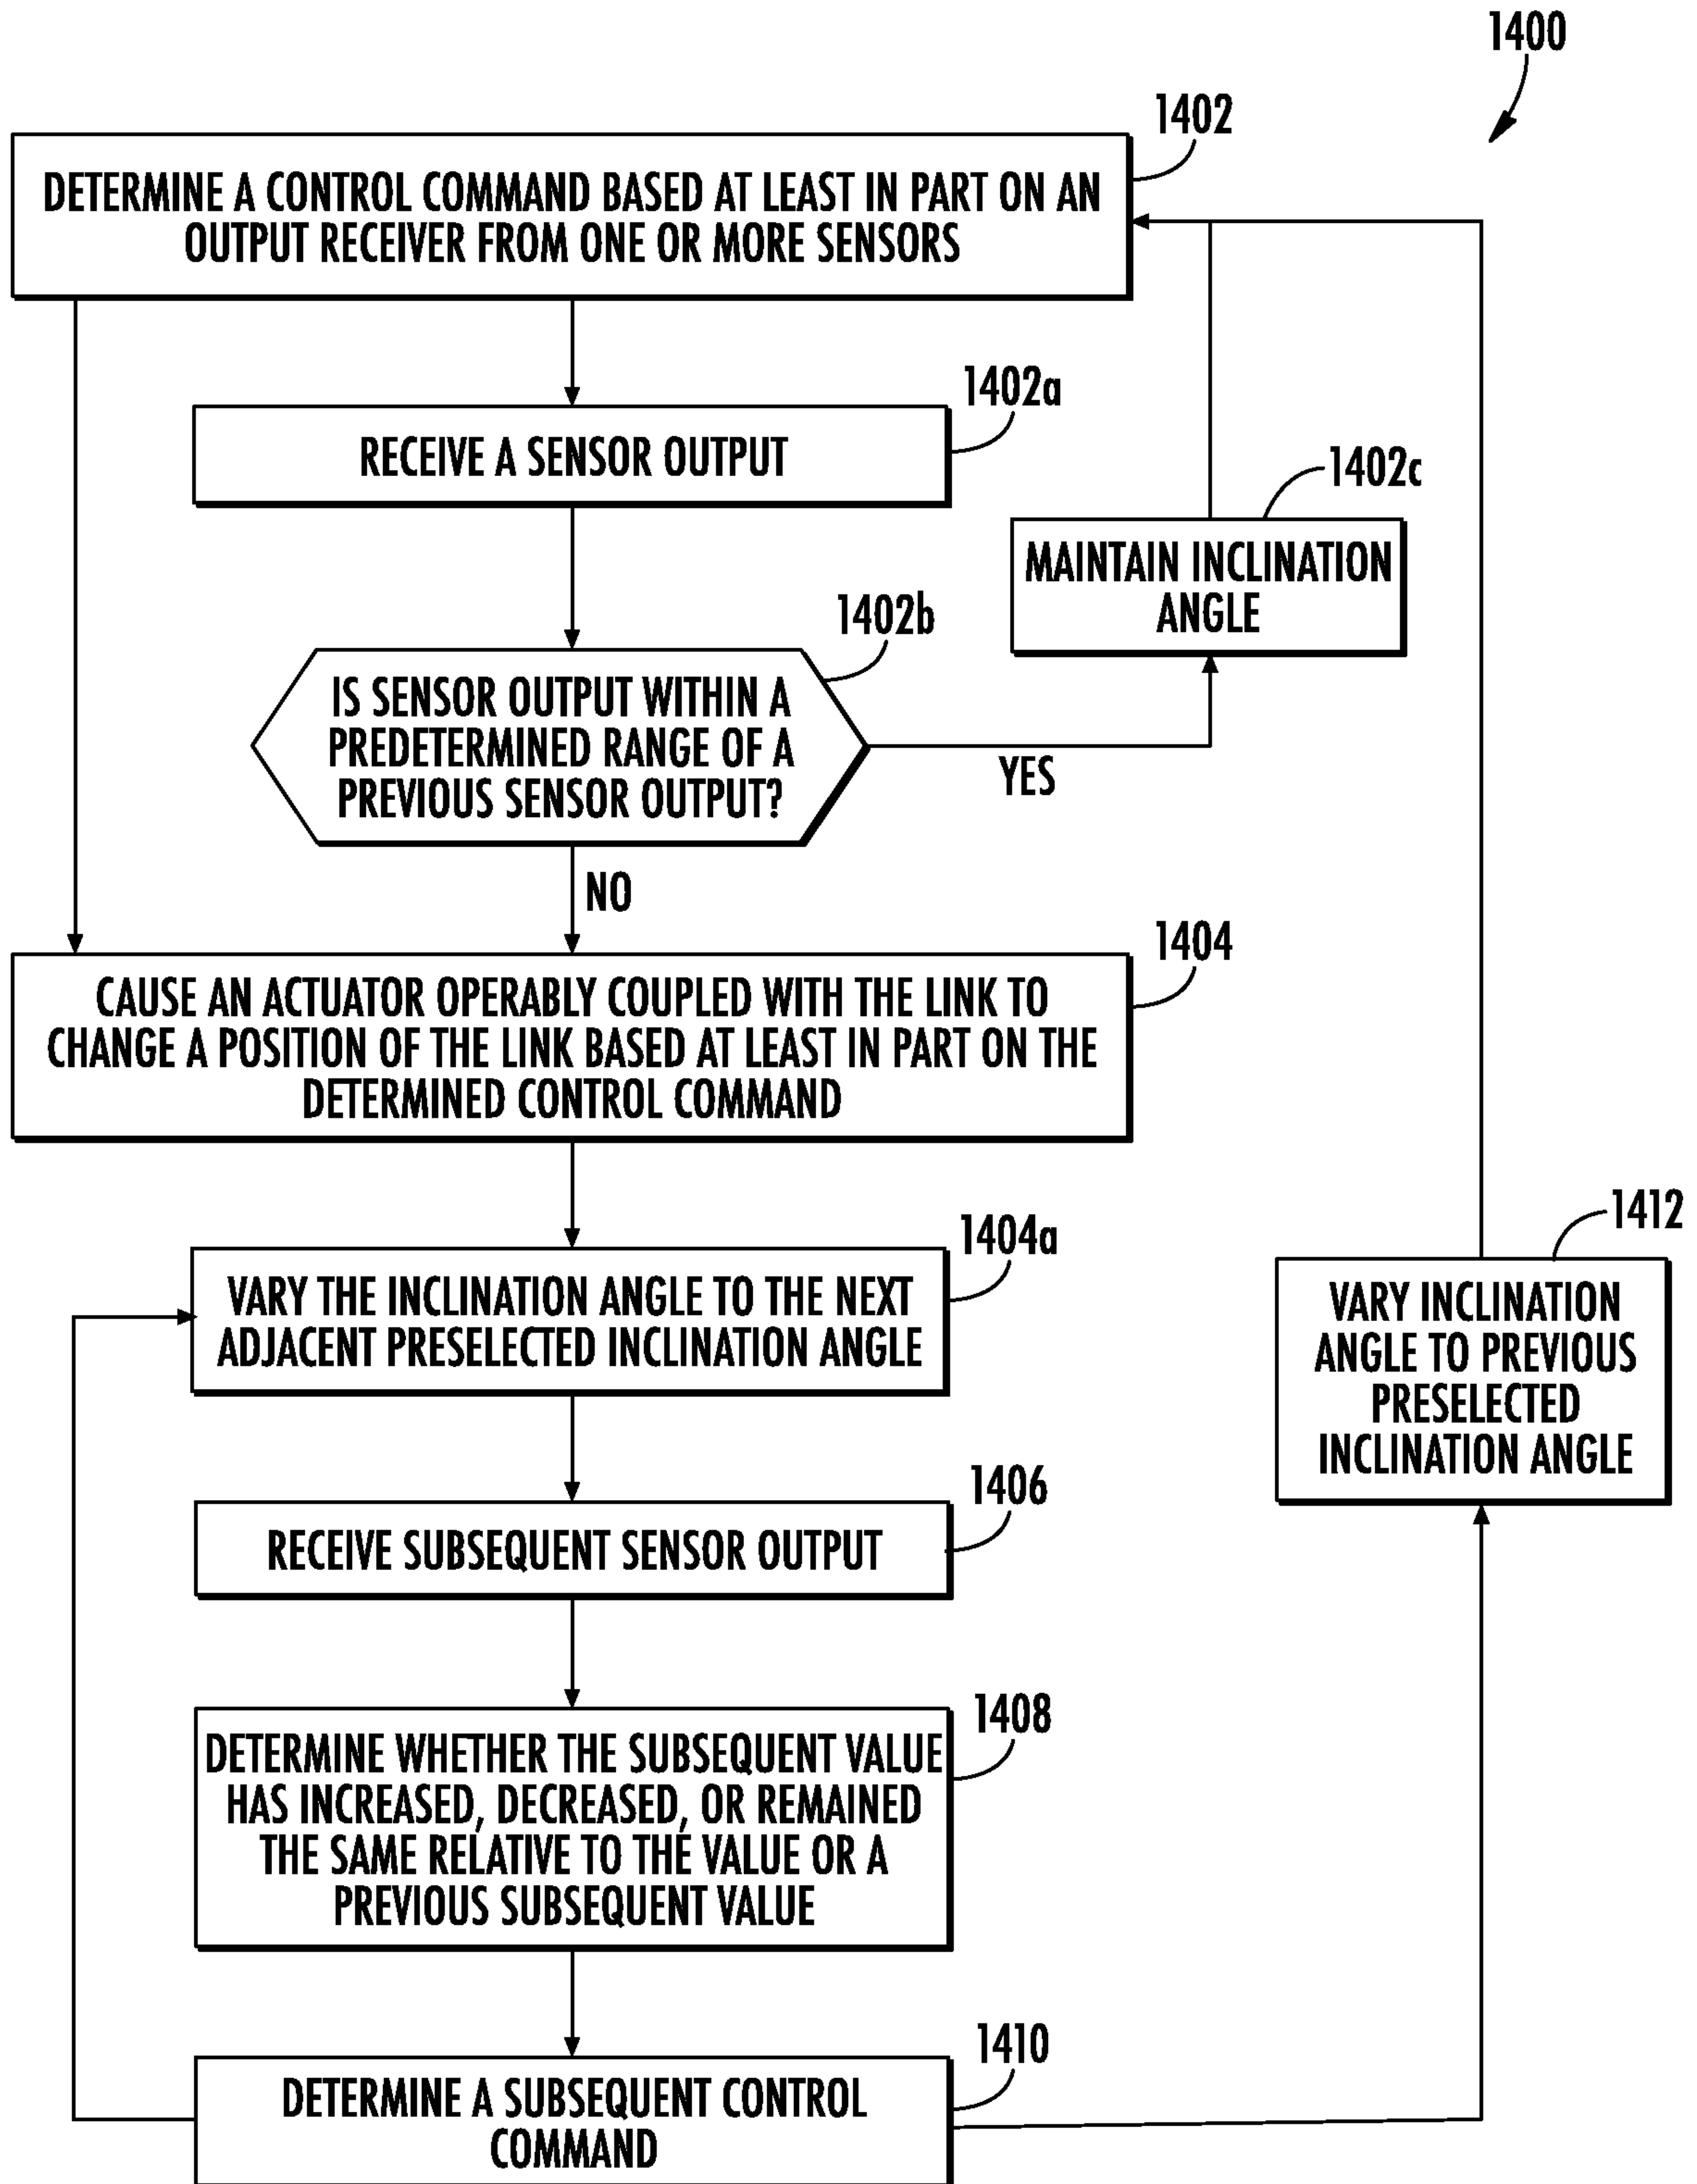 1400
1402
DETERMINE A CONTROL COMMAND BASED AT LEAST IN PART ON AN
OUTPUT RECEIVER FROM ONE OR MORE SENSORS
1402a
RECEIVE A SENSOR OUTPUT
1402c
MAINTAIN INCLINATION
ANGLE
1402b
IS SENSOR OUTPUT WITHIN A
PREDETERMINED RANGE OF A
PREVIOUS SENSOR OUTPUT?
YES
NO
1404
CAUSE AN ACTUATOR OPERABLY COUPLED WITH THE LINK TO
CHANGE A POSITION OF THE LINK BASED AT LEAST IN PART ON THE
DETERMINED CONTROL COMMAND
1404a
VARY THE INCLINATION ANGLE TO THE NEXT
ADJACENT PRESELECTED INCLINATION ANGLE
1412
VARY INCLINATION
ANGLE TO PREVIOUS
PRESELECTED
INCLINATION ANGLE
1406
RECEIVE SUBSEQUENT SENSOR OUTPUT
1408
DETERMINE WHETHER THE SUBSEQUENT VALUE
HAS INCREASED, DECREASED, OR REMAINED
THE SAME RELATIVE TO THE VALUE OR A
PREVIOUS SUBSEQUENT VALUE
1410
DETERMINE A SUBSEQUENT CONTROL
COMMAND